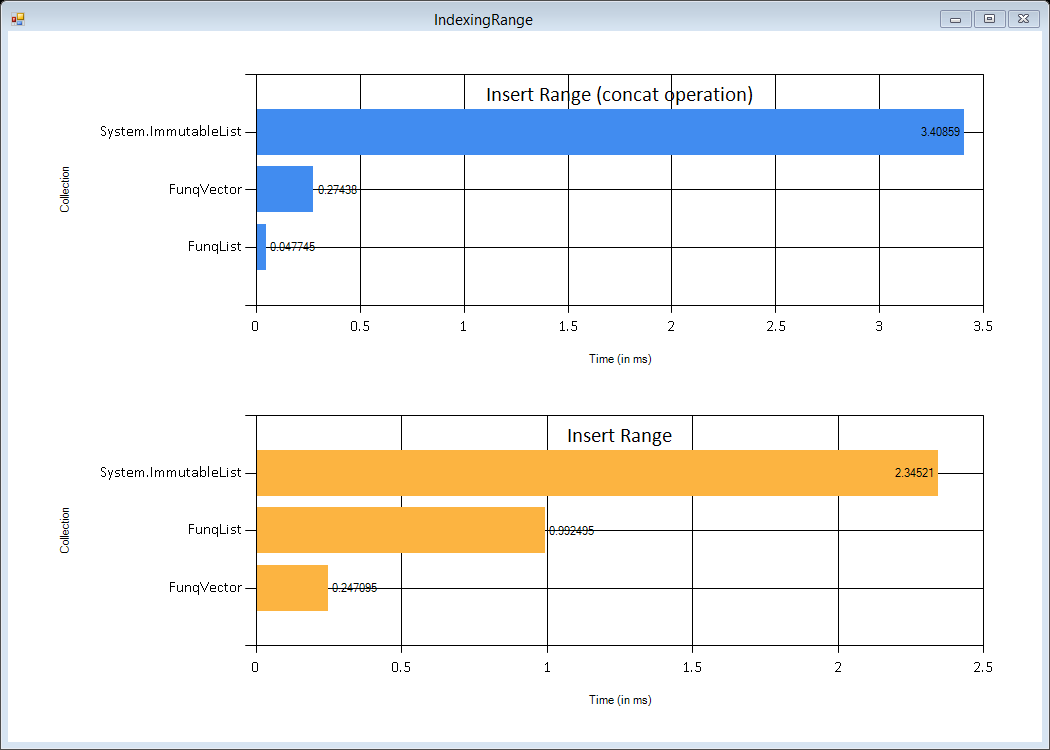 IndexingRange
Insert Range (concat operation)
System.ImmutableList
3.40859
FunqVector
0.27438
FunqList
0.047745
Collection
0 0.5 1 1.5 2 2.5 3 3.5
Time (in ms)
Insert Range
System.ImmutableList
2.34521
FunqList
0.992495
FunqVector
0.247095
Collection
0 0.5 1 1.5 2 2.5
Time (in ms)